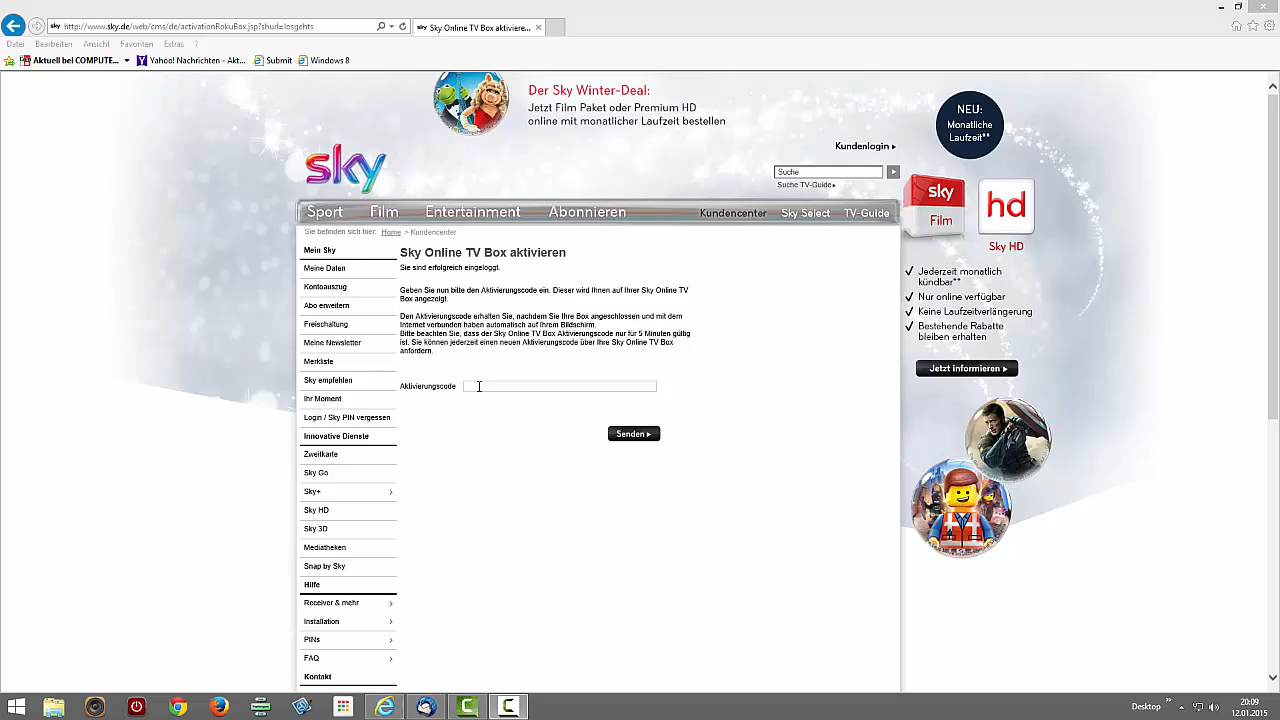 http://www.sky.de/web/cms/de/activationRokuBox.jsp?shurl=losgehts
sky Sky Online TV Box aktiviere...
Datei Bearbeiten Ansicht Favoriten Extras ?
Aktuell bei COMPUTE... Yahoo! Nachrichten - Akt... Submit Windows 8
Der Sky Winter-Deal:
Jetzt Film Paket oder Premium HD
online mit monatlicher Laufzeit bestellen
NEU:
Monatliche
Laufzeit**
Kundenlogin
sky
Suche
Suche TV-Guide
sky
Film
hd
Sky HD
Sport Film Entertainment Abonnieren Kundencenter Sky Select TV-Guide
Sie befinden sich hier: Home > Kundencenter
Mein Sky
Meine Daten
Kontoauszug
Abo erweitern
Freischaltung
Meine Newsletter
Merkliste
Sky empfehlen
Ihr Moment
Login / Sky PIN vergessen
Innovative Dienste
Zweitkarte
Sky Go
Sky+
Sky HD
Sky 3D
Mediatheken
Snap by Sky
Hilfe
Receiver & mehr
Installation
PINs
FAQ
Kontakt
Sky Online TV Box aktivieren
Sie sind erfolgreich eingeloggt.
Geben Sie nun bitte den Aktivierungscode ein. Dieser wird Ihnen auf Ihrer Sky Online TV
Box angezeigt.
Den Aktivierungscode erhalten Sie, nachdem Sie Ihre Box angeschlossen und mit dem
Internet verbunden haben automatisch auf Ihrem Bildschirm.
Bitte beachten Sie, dass der Sky Online TV Box Aktivierungscode nur für 5 Minuten gültig
ist. Sie können jederzeit einen neuen Aktivierungscode über Ihre Sky Online TV Box
anfordern.
Aktivierungscode
Senden
Jederzeit monatlich
kündbar**
Nur online verfügbar
Keine Laufzeitverlängerung
Bestehende Rabatte
bleiben erhalten
Jetzt informieren
Desktop
20:09
12.01.2015